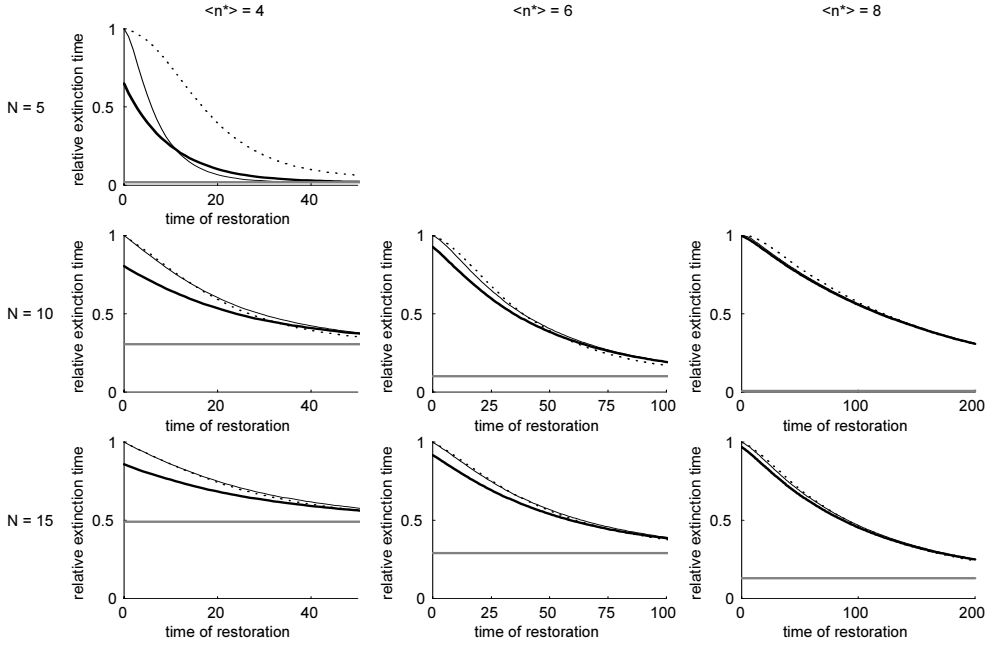 <n*> = 4
<n*> = 6
<n*> = 8
N = 5
relative extinction time
1
0.5
0
0
20
40
time of restoration
N = 10
relative extinction time
1
0.5
0
0
20
40
time of restoration
relative extinction time
1
0.5
0
0
25
50
75
100
time of restoration
relative extinction time
1
0.5
0
0
100
200
time of restoration
N = 15
relative extinction time
1
0.5
0
0
20
40
time of restoration
relative extinction time
1
0.5
0
0
25
50
75
100
time of restoration
relative extinction time
1
0.5
0
0
100
200
time of restoration